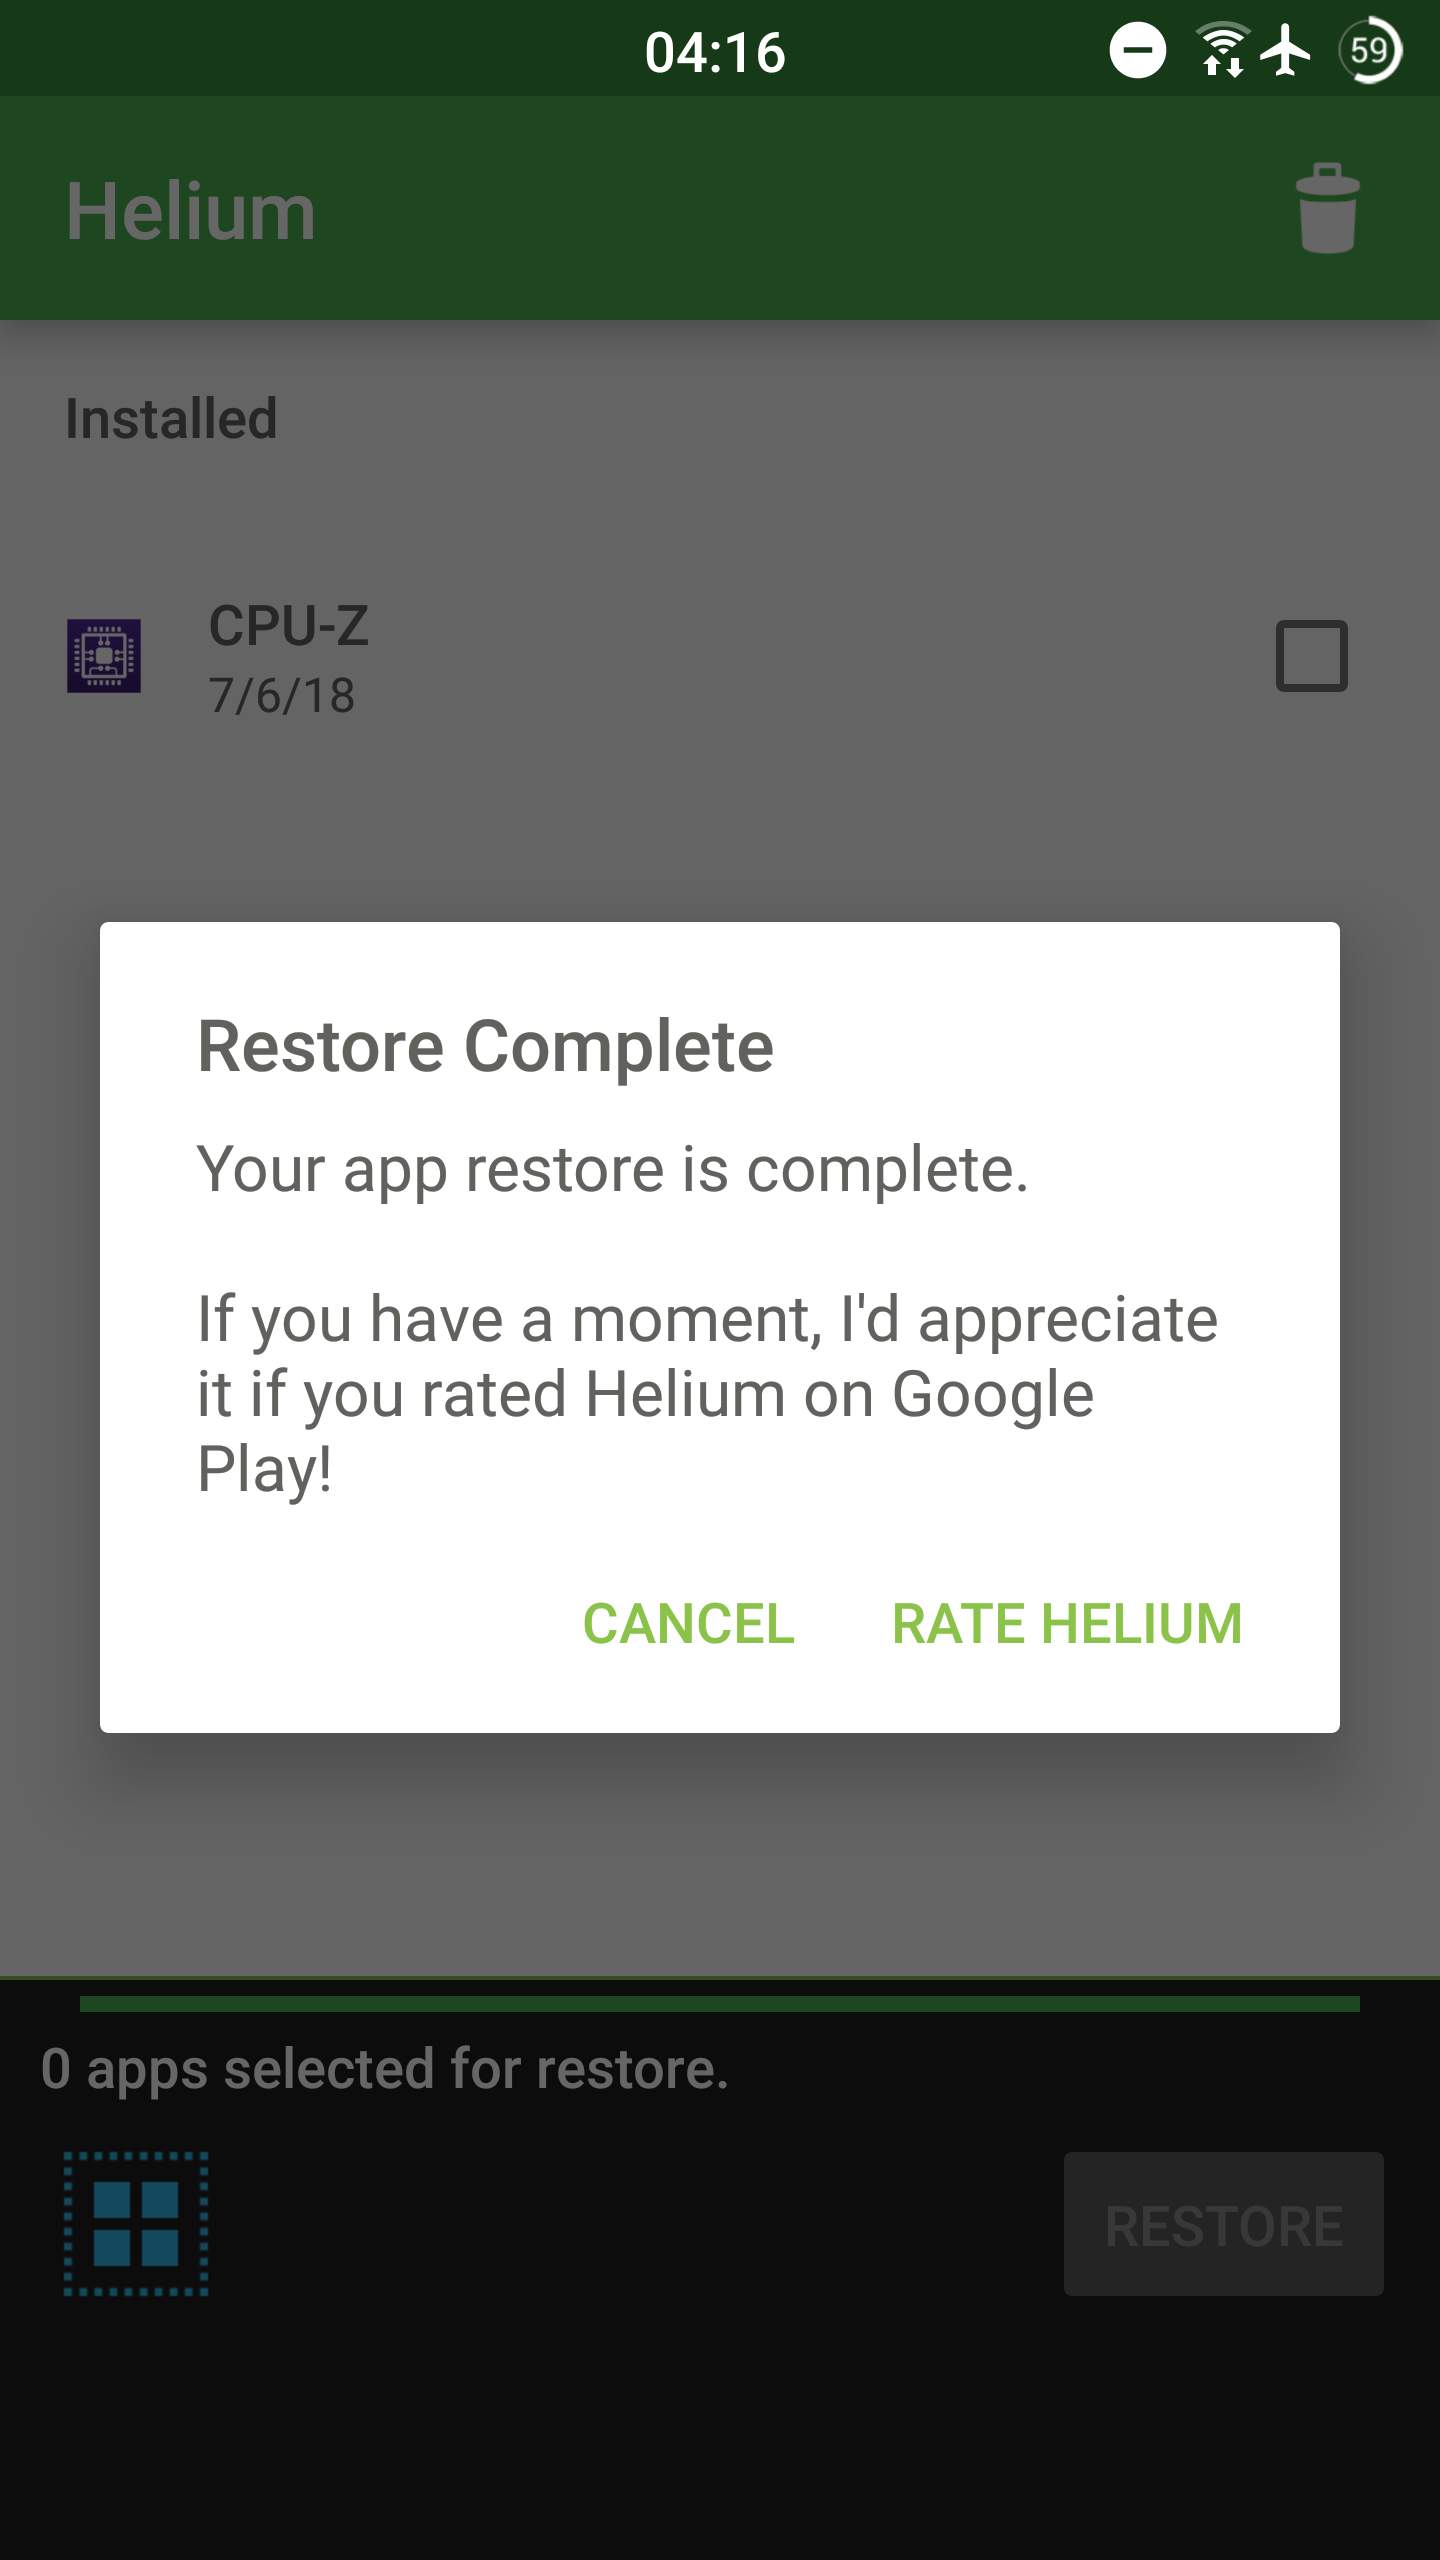 04:16
59
Helium
Installed
CPU-Z
7/6/18
Restore Complete
Your app restore is complete.
If you have a moment, I'd appreciate
it if you rated Helium on Google
Play!
CANCEL
RATE HELIUM
0 apps selected for restore.
RESTORE